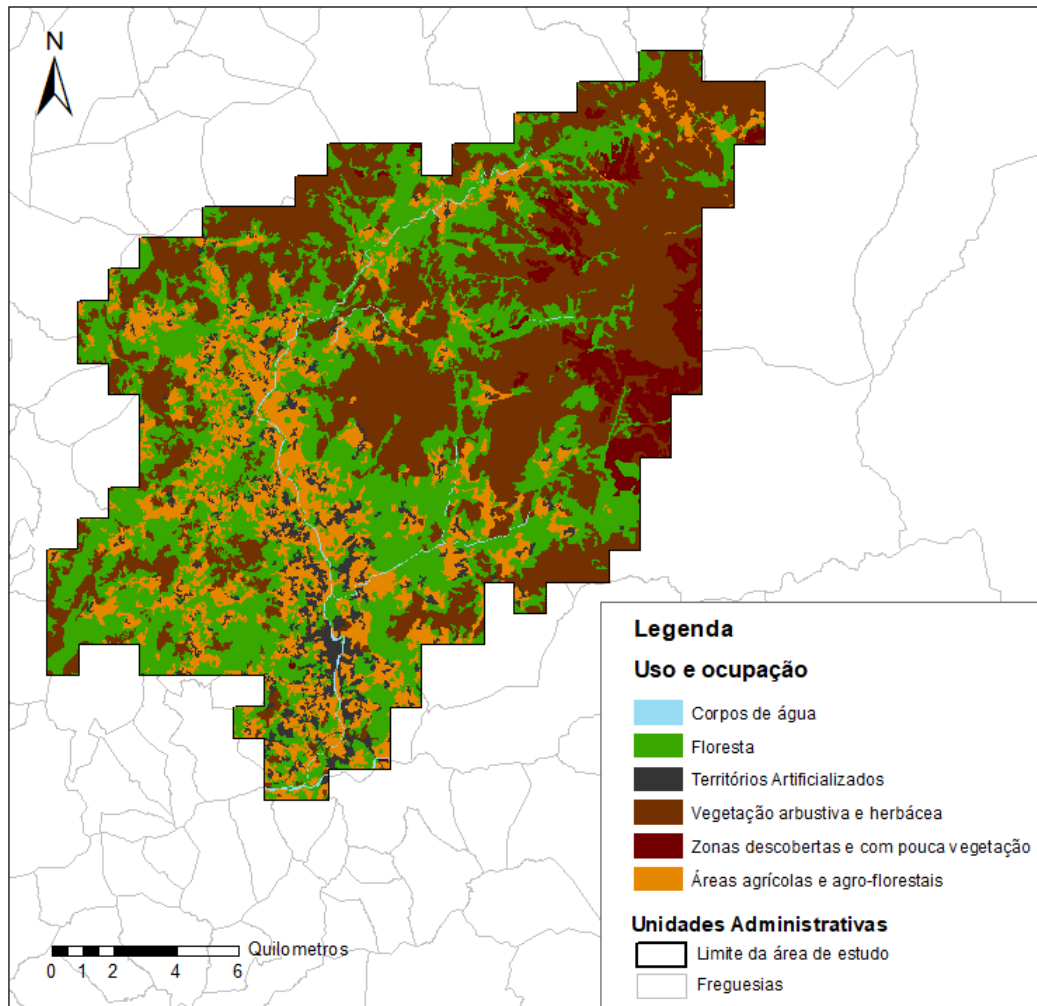 N
Legenda
Uso e ocupação
Corpos de água
Floresta
Territórios Artificializados
Vegetação arbustiva e herbácea
Zonas descobertas e com pouca vegetação
Áreas agrícolas e agro-florestais
Unidades Administrativas
Limite da área de estudo
Freguesias
Quilometros
0 1 2 4 6